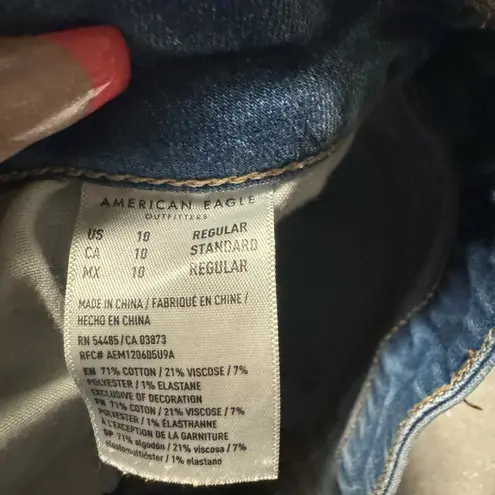 AMERICAN EAGLE
OUTFITTERS
US 10 REGULAR
CA 10 STANDARD
MX 10 REGULAR
MADE IN CHINA / FABRIQUÉ EN CHINE /
HECHO EN CHINA
RN 54485/CA 03873
RFC# AEM120605U9A
EN 71% COTTON / 21% VISCOSE / 7%
POLYESTER / 1% ELASTANE
EXCLUSIVE OF DECORATION
FR 71% COTON / 21% VISCOSE / 7%
POLYESTER / 1% ÉLASTHANNE
À L'EXCEPTION DE LA GARNITURE
SP 71% algodón / 21% viscosa / 7%
elastomultiéster / 1% elastano